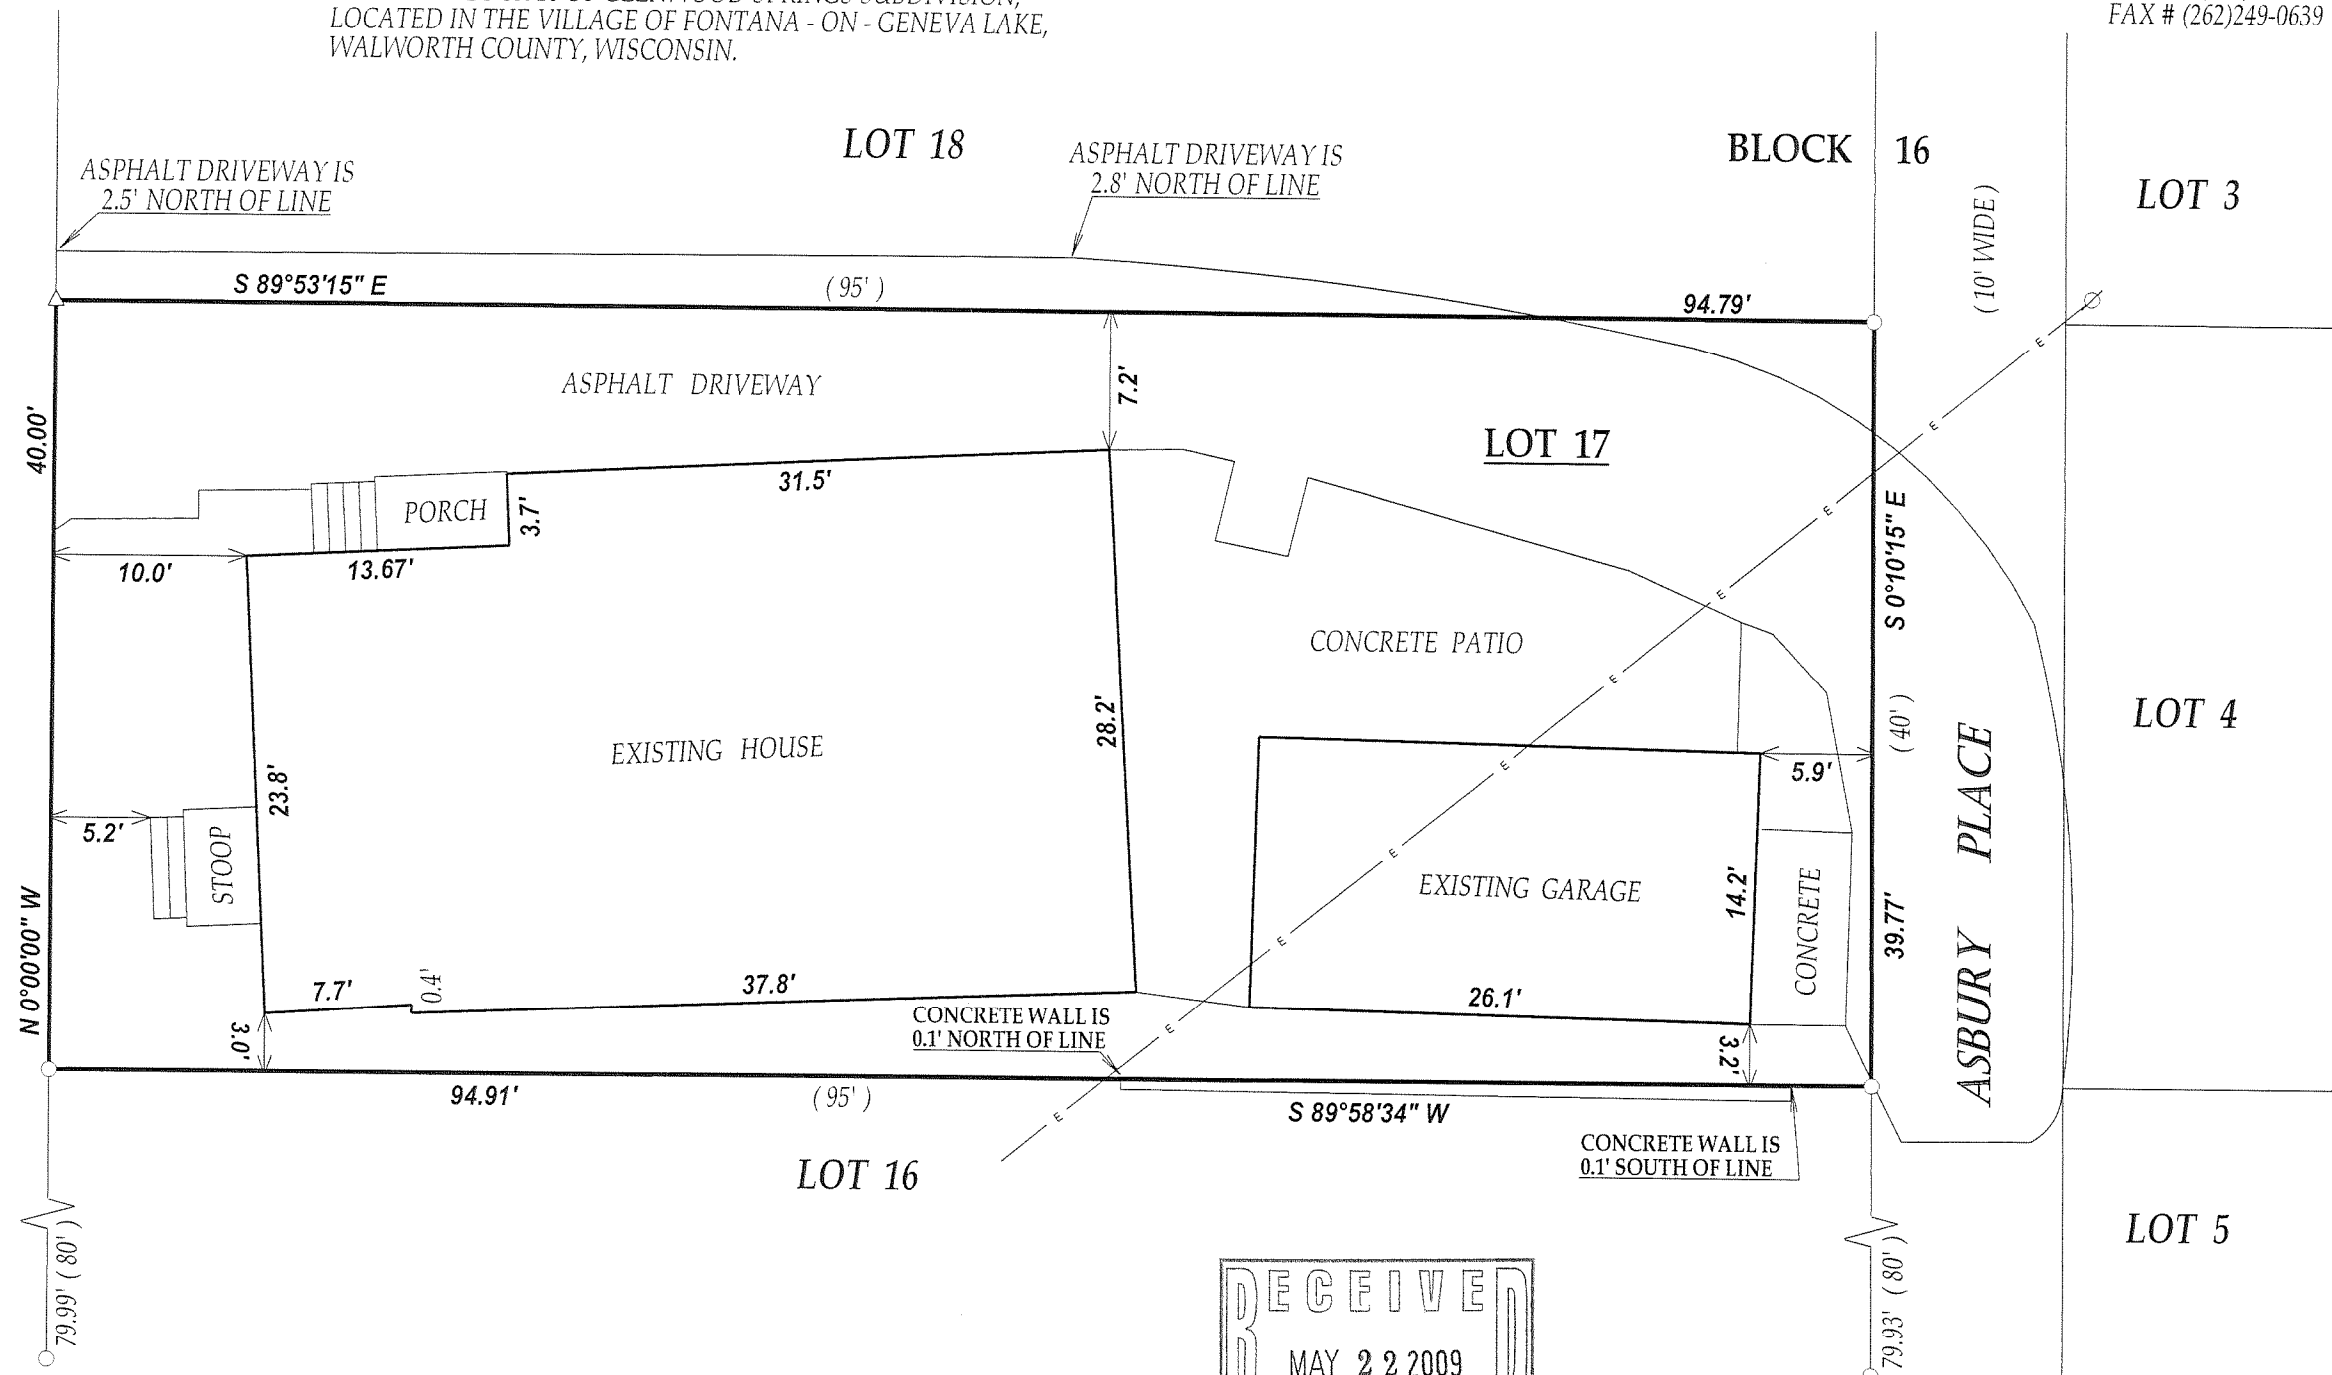 LOCATED IN THE VILLAGE OF FONTANA - ON - GENEVA LAKE,
WALWORTH COUNTY, WISCONSIN.
FAX # (262)249-0639
LOT 18
BLOCK 16
LOT 3
ASPHALT DRIVEWAY IS
2.5' NORTH OF LINE
ASPHALT DRIVEWAY IS
2.8' NORTH OF LINE
( 10' WIDE )
S 89°53'15" E
( 95' )
94.79'
40.00'
ASPHALT DRIVEWAY
7.2'
LOT 17
PORCH
3.7'
31.5'
10.0'
13.67'
S 0°10'15" E
CONCRETE PATIO
28.2'
EXISTING HOUSE
23.8'
5.2'
STOOP
( 40' )
LOT 4
5.9'
ASBURY PLACE
EXISTING GARAGE
14.2'
CONCRETE
39.77'
N 0°00'00" W
7.7'
0.4'
37.8'
26.1'
3.0'
CONCRETE WALL IS
0.1' NORTH OF LINE
3.2'
94.91'
( 95' )
S 89°58'34" W
CONCRETE WALL IS
0.1' SOUTH OF LINE
LOT 16
LOT 5
79.99' ( 80' )
79.93' ( 80' )
E
E
E
E
E
E
E
E
E
E
RECEIVED
MAY 22 2009